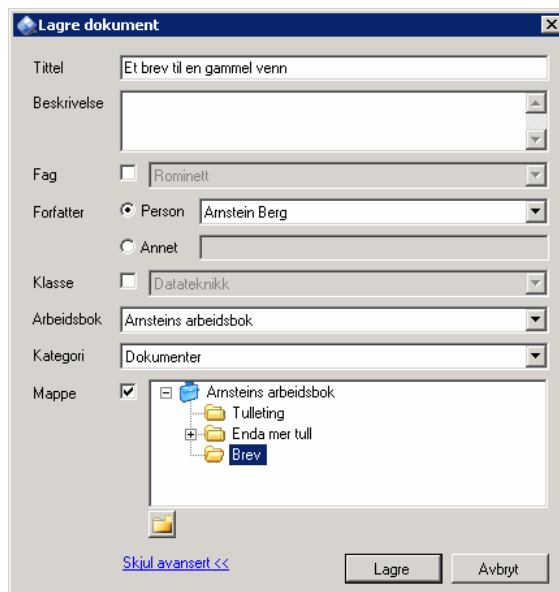 Lagre dokument
Tittel Et brev til en gammel venn
Beskrivelse
Fag Rominett
Forfatter Person Arnstein Berg
Annet
Klasse Datateknikk
Arbeidsbok Arnsteins arbeidsbok
Kategori Dokumenter
Mappe Arnsteins arbeidsbok
Tulleting
Enda mer tull
Brev
Skjul avansert << Lagre Avbryt